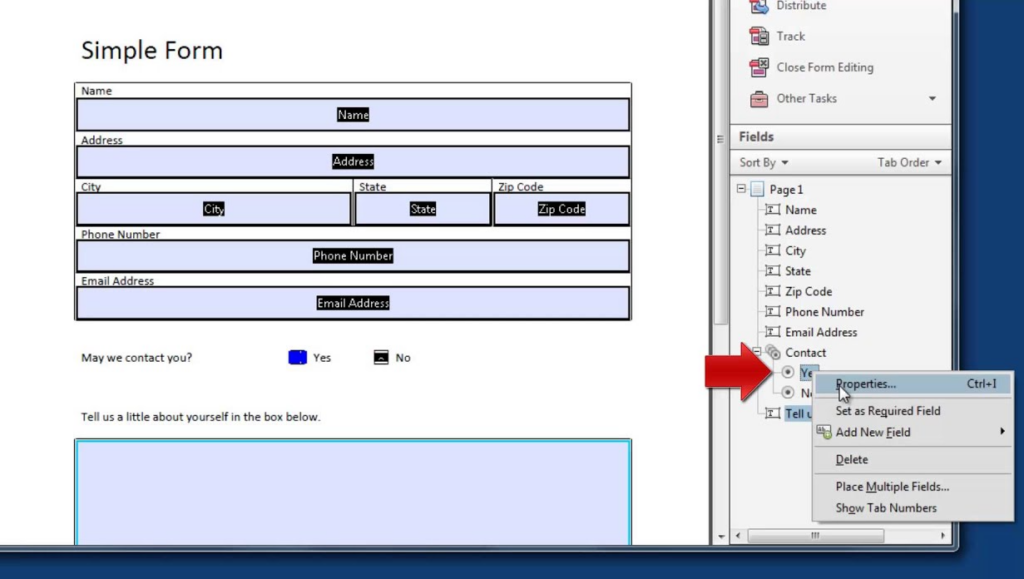 Simple Form
Name
Name
Address
Address
City State Zip Code
City State Zip Code
Phone Number
Phone Number
Email Address
Email Address
May we contact you? Yes No
Tell us a little about yourself in the box below.
Distribute
Track
Close Form Editing
Other Tasks
Fields
Sort By Tab Order
Page 1
Name
Address
City
State
Zip Code
Phone Number
Email Address
Contact
Ye
N
Tell u
Properties... Ctrl+I
Set as Required Field
Add New Field
Delete
Place Multiple Fields...
Show Tab Numbers